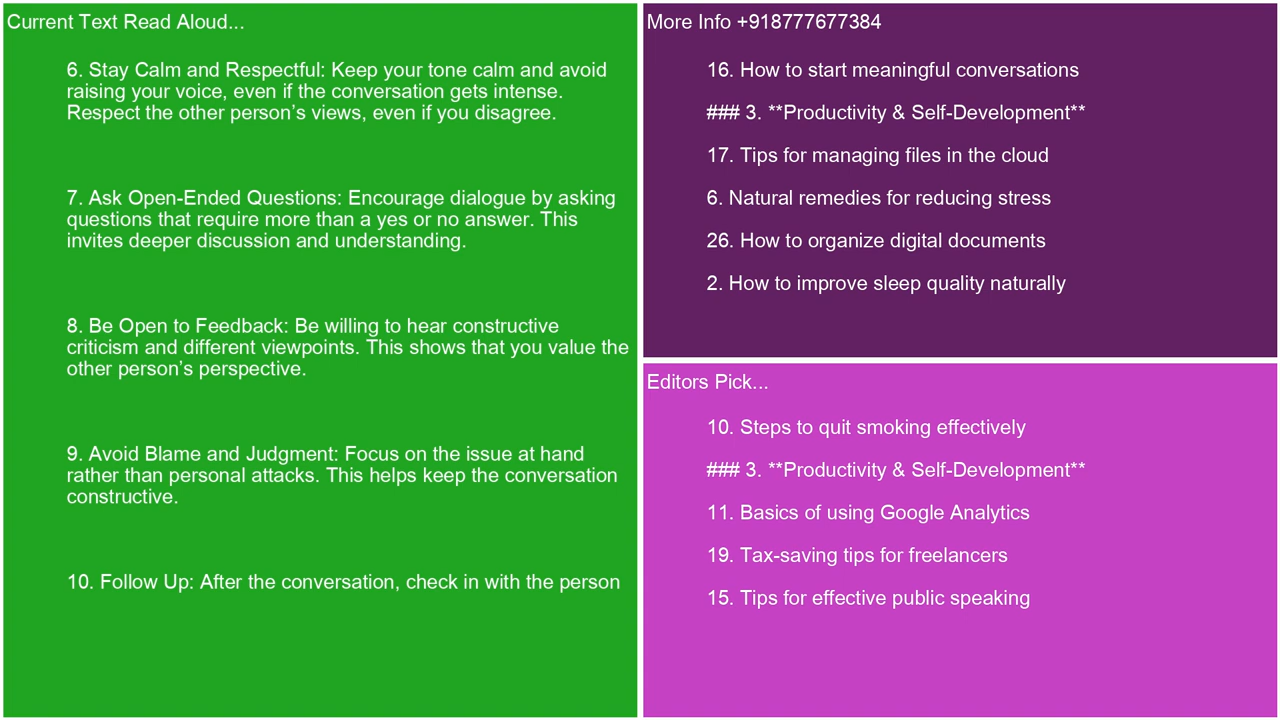 Current Text Read Aloud...
6. Stay Calm and Respectful: Keep your tone calm and avoid
raising your voice, even if the conversation gets intense.
Respect the other person’s views, even if you disagree.
7. Ask Open-Ended Questions: Encourage dialogue by asking
questions that require more than a yes or no answer. This
invites deeper discussion and understanding.
8. Be Open to Feedback: Be willing to hear constructive
criticism and different viewpoints. This shows that you value the
other person’s perspective.
9. Avoid Blame and Judgment: Focus on the issue at hand
rather than personal attacks. This helps keep the conversation
constructive.
10. Follow Up: After the conversation, check in with the person
More Info +918777677384
16. How to start meaningful conversations
### 3. **Productivity & Self-Development**
17. Tips for managing files in the cloud
6. Natural remedies for reducing stress
26. How to organize digital documents
2. How to improve sleep quality naturally
Editors Pick...
10. Steps to quit smoking effectively
### 3. **Productivity & Self-Development**
11. Basics of using Google Analytics
19. Tax-saving tips for freelancers
15. Tips for effective public speaking